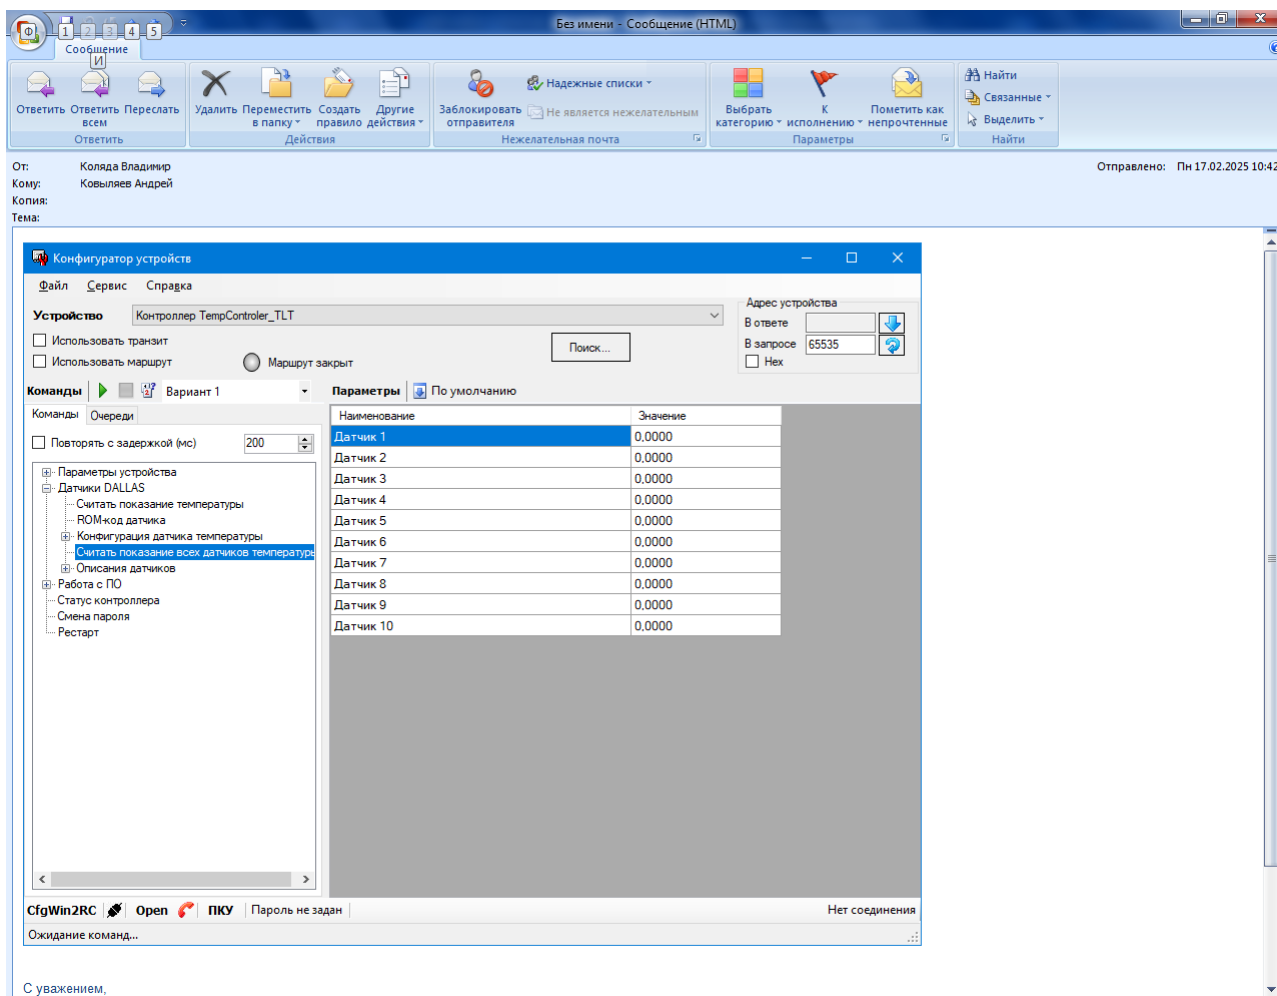 Без имени - Сообщение (HTML)
1 2 3 4 5
Сообщение
И
Ответить Ответить всем Переслать
Ответить
Удалить Переместить в папку Создать правило Другие действия
Действия
Заблокировать отправителя
Надежные списки
Не является нежелательным
Нежелательная почта
Выбрать категорию К исполнению Пометить как непрочтенные
Параметры
Найти
Связанные
Выделить
Найти
От: Коляда Владимир
Отправлено: Пн 17.02.2025 10:42
Кому: Ковыляев Андрей
Копия:
Тема:
Конфигуратор устройств
Файл Сервис Справка
Устройство Контроллер TempControler_TLT
Использовать транзит
Использовать маршрут Маршрут закрыт
Поиск...
Адрес устройства
В ответе
В запросе 65535
Hex
Команды Вариант 1
Параметры По умолчанию
Команды Очереди
Повторять с задержкой (мс) 200
Параметры устройства
Датчики DALLAS
Считать показание температуры
ROM-код датчика
Конфигурация датчика температуры
Считать показание всех датчиков температуры
Описания датчиков
Работа с ПО
Статус контроллера
Смена пароля
Рестарт
Наименование Значение
Датчик 1 0,0000
Датчик 2 0,0000
Датчик 3 0,0000
Датчик 4 0,0000
Датчик 5 0,0000
Датчик 6 0,0000
Датчик 7 0,0000
Датчик 8 0,0000
Датчик 9 0,0000
Датчик 10 0,0000
CfgWin2RC Open ПКУ Пароль не задан Нет соединения
Ожидание команд...
С уважением,